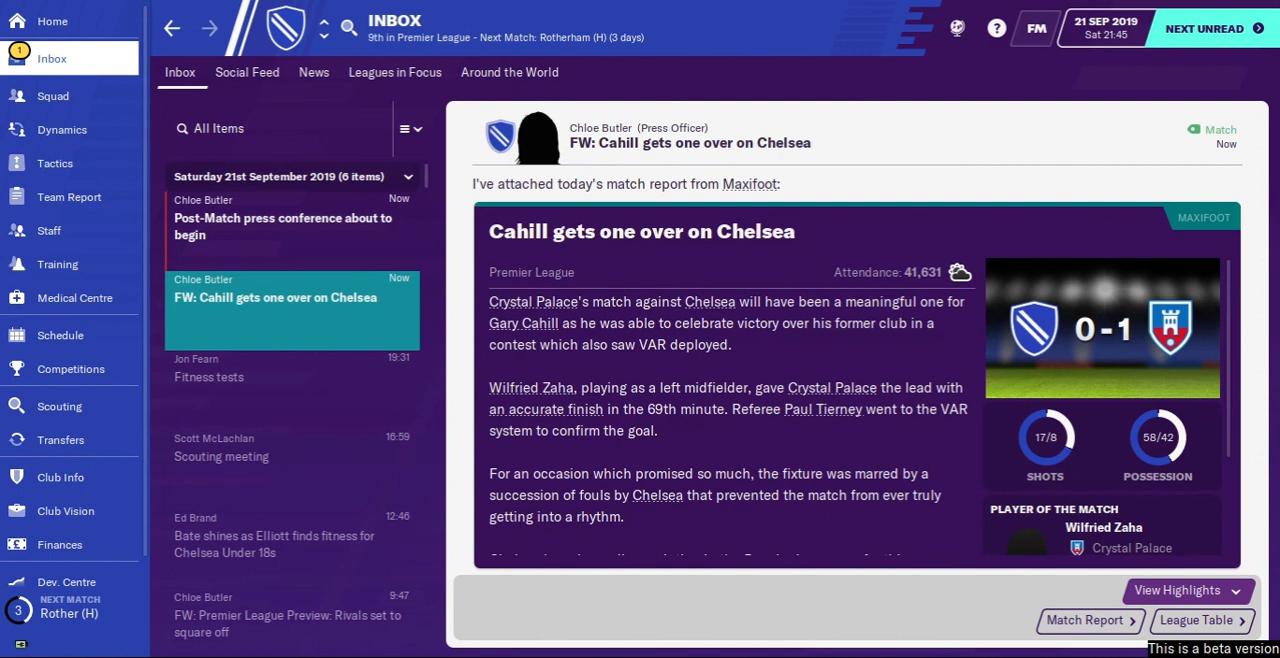 Home
1
Inbox
Squad
Dynamics
Tactics
Team Report
Staff
Training
Medical Centre
Schedule
Competitions
Scouting
Transfers
Club Info
Club Vision
Finances
Dev. Centre
3
NEXT MATCH
Rother (H)
INBOX
9th in Premier League - Next Match: Rotherham (H) (3 days)
?
FM
21 SEP 2019
Sat 21:45
NEXT UNREAD
Inbox
Social Feed
News
Leagues in Focus
Around the World
All Items
Saturday 21st September 2019 (6 items)
Chloe Butler
Now
Post-Match press conference about to
begin
Chloe Butler
Now
FW: Cahill gets one over on Chelsea
Jon Fearn
19:31
Fitness tests
Scott McLachlan
16:59
Scouting meeting
Ed Brand
12:46
Bate shines as Elliott finds fitness for
Chelsea Under 18s
Chloe Butler
9:47
FW: Premier League Preview: Rivals set to
square off
Chloe Butler (Press Officer)
FW: Cahill gets one over on Chelsea
Match
Now
I've attached today's match report from Maxifoot:
MAXIFOOT
Cahill gets one over on Chelsea
Premier League
Attendance: 41,631
Crystal Palace's match against Chelsea will have been a meaningful one for
Gary Cahill as he was able to celebrate victory over his former club in a
contest which also saw VAR deployed.
Wilfried Zaha, playing as a left midfielder, gave Crystal Palace the lead with
an accurate finish in the 69th minute. Referee Paul Tierney went to the VAR
system to confirm the goal.
For an occasion which promised so much, the fixture was marred by a
succession of fouls by Chelsea that prevented the match from ever truly
getting into a rhythm.
0 - 1
17/8
SHOTS
58/42
POSSESSION
PLAYER OF THE MATCH
Wilfried Zaha
Crystal Palace
View Highlights
Match Report
League Table
This is a beta version